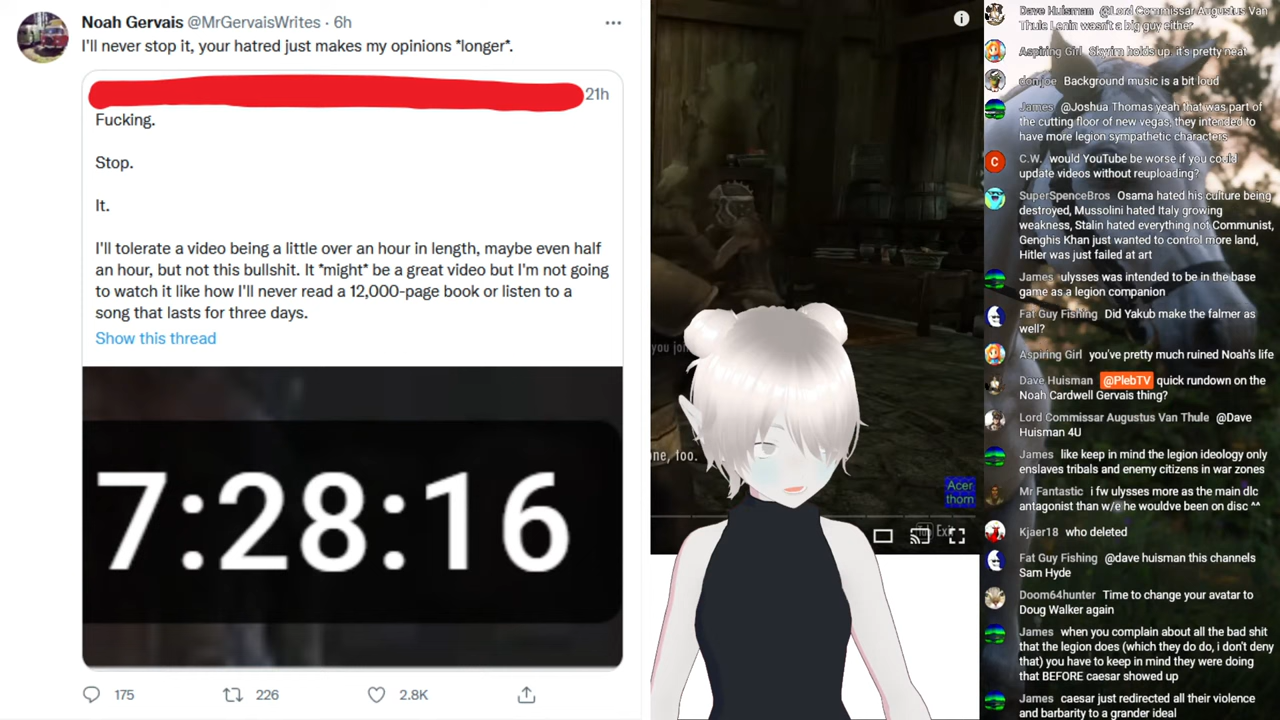 Noah Gervais @MrGervaisWrites · 6h
I'll never stop it, your hatred just makes my opinions *longer*.
21h
Fucking.
Stop.
It.
I'll tolerate a video being a little over an hour in length, maybe even half
an hour, but not this bullshit. It *might* be a great video but I'm not going
to watch it like how I'll never read a 12,000-page book or listen to a
song that lasts for three days.
Show this thread
7:28:16
175
226
2.8K
you joi
one, too.
Acer
thorn
Exi
Dave Huisman @Lord Commissar Augustus Van
Thule Lenin wasn't a big guy either
Aspiring Girl Skyrim holds up, it's pretty neat
donjoe Background music is a bit loud
James @Joshua Thomas yeah that was part of
the cutting floor of new vegas, they intended to
have more legion sympathetic characters
C
C.W. would YouTube be worse if you could
update videos without reuploading?
SuperSpenceBros Osama hated his culture being
destroyed, Mussolini hated Italy growing
weakness, Stalin hated everything not Communist,
Genghis Khan just wanted to control more land,
Hitler was just failed at art
James ulysses was intended to be in the base
game as a legion companion
Fat Guy Fishing Did Yakub make the falmer as
well?
Aspiring Girl you've pretty much ruined Noah's life
Dave Huisman @PlebTV quick rundown on the
Noah Cardwell Gervais thing?
Lord Commissar Augustus Van Thule @Dave
Huisman 4U
James like keep in mind the legion ideology only
enslaves tribals and enemy citizens in war zones
Mr Fantastic i fw ulysses more as the main dlc
antagonist than w/e he wouldve been on disc ^^
Kjaer18 who deleted
Fat Guy Fishing @dave huisman this channels
Sam Hyde
Doom64hunter Time to change your avatar to
Doug Walker again
James when you complain about all the bad shit
that the legion does (which they do do, i don't deny
that) you have to keep in mind they were doing
that BEFORE caesar showed up
James caesar just redirected all their violence
and barbarity to a grander ideal